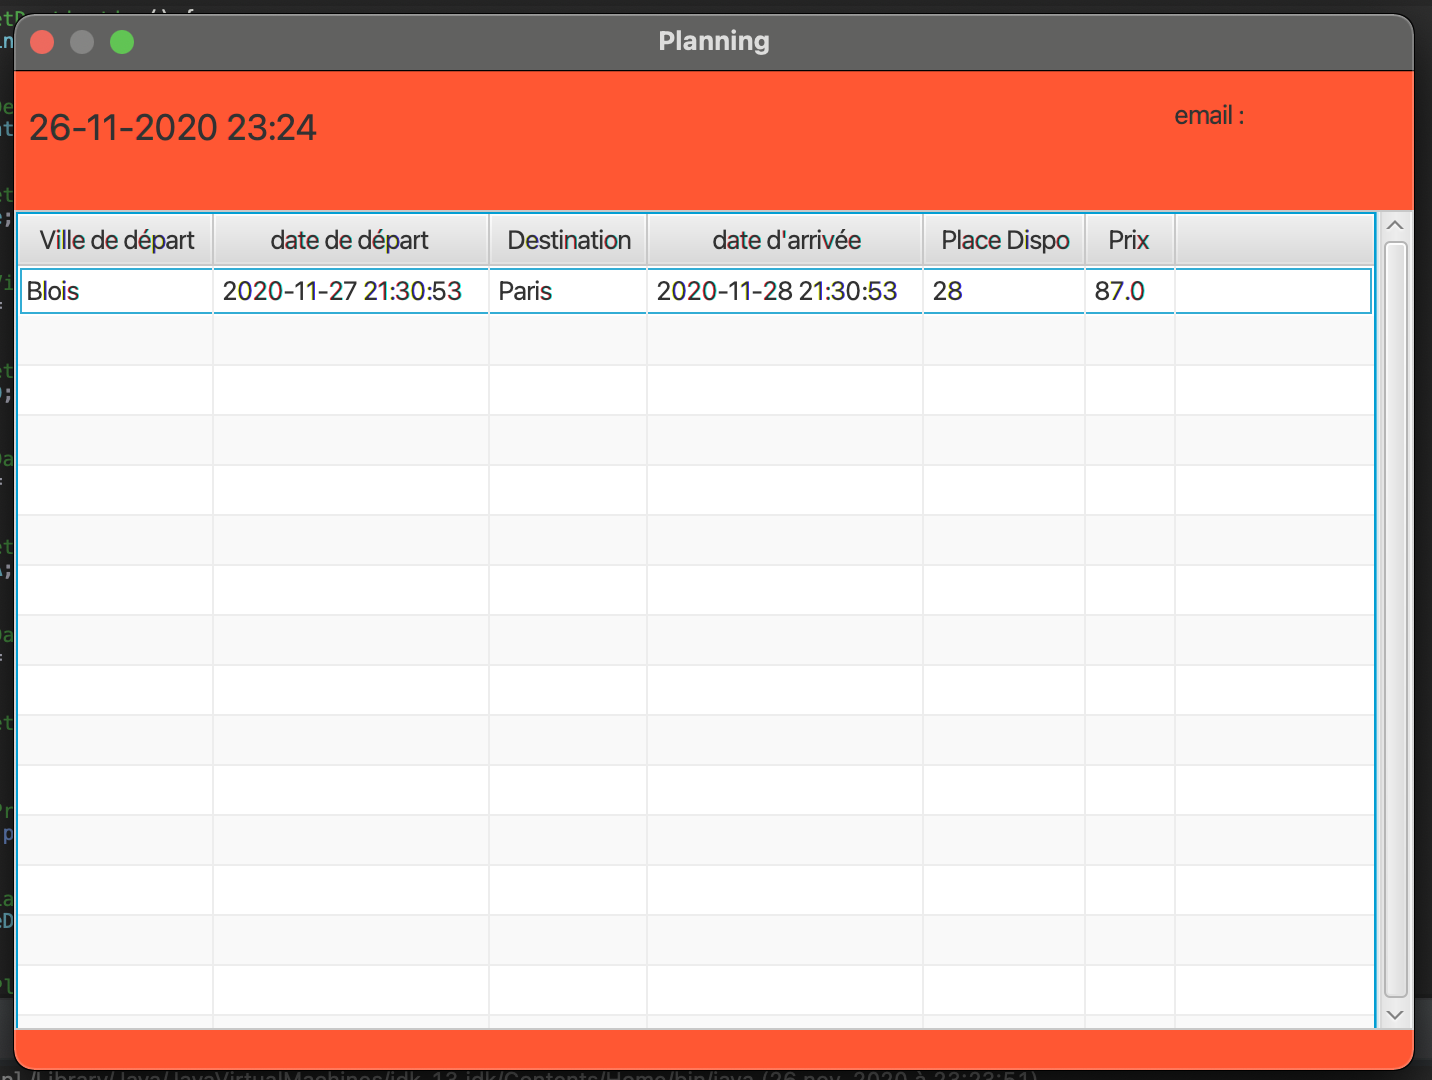 Planning
26-11-2020 23:24
email :
Ville de départ date de départ Destination date d'arrivée Place Dispo Prix
Blois 2020-11-27 21:30:53 Paris 2020-11-28 21:30:53 28 87.0